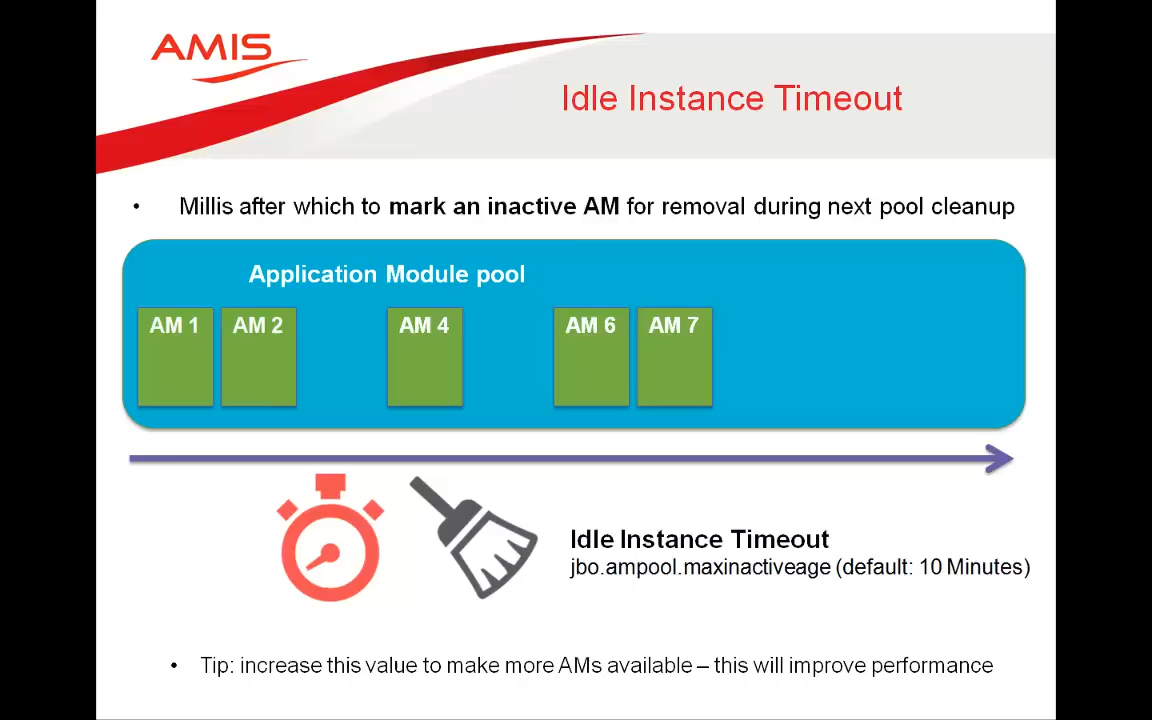 AMIS
Idle Instance Timeout
• Millis after which to mark an inactive AM for removal during next pool cleanup
Application Module pool
AM 1 AM 2 AM 4 AM 6 AM 7
Idle Instance Timeout
jbo.ampool.maxinactiveage (default: 10 Minutes)
• Tip: increase this value to make more AMs available – this will improve performance